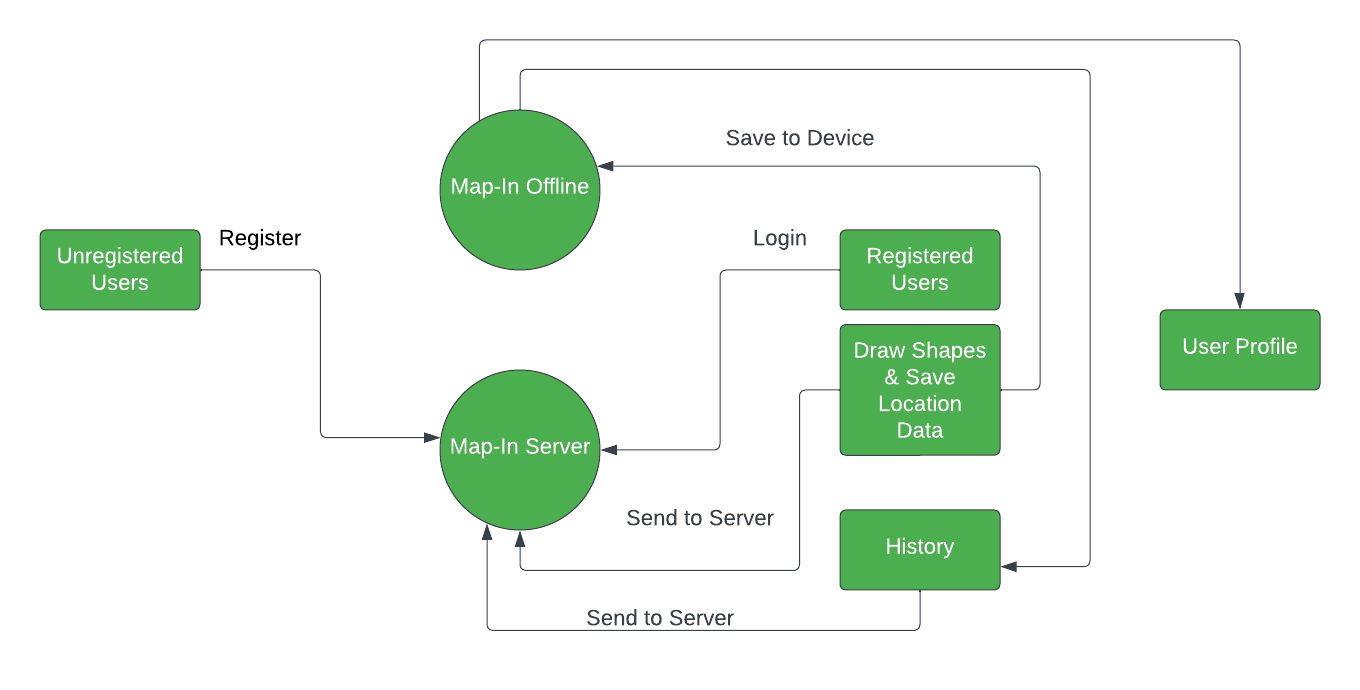 Save to Device
Map-In Offline
Register
Login
Unregistered
Users
Registered
Users
User Profile
Draw Shapes
& Save
Location
Data
Map-In Server
Send to Server
History
Send to Server